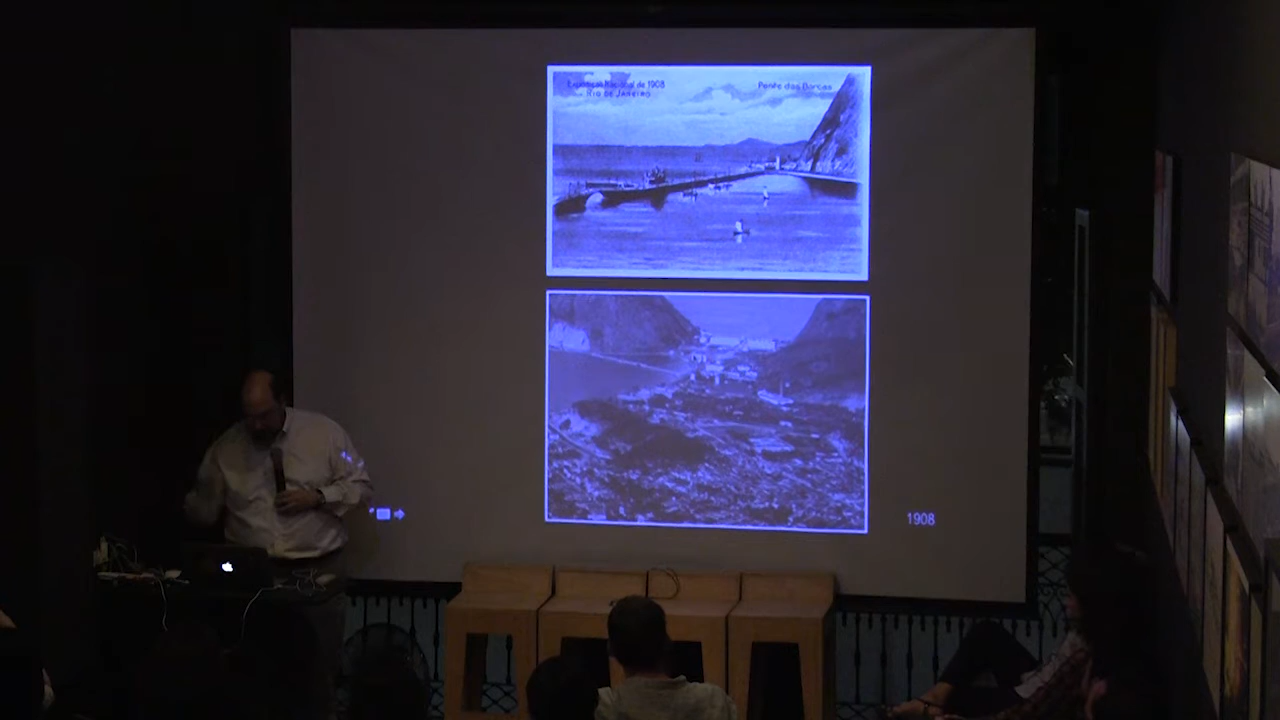 Exposição Nacional de 1908
Rio de Janeiro
Ponte das Barcas
1908